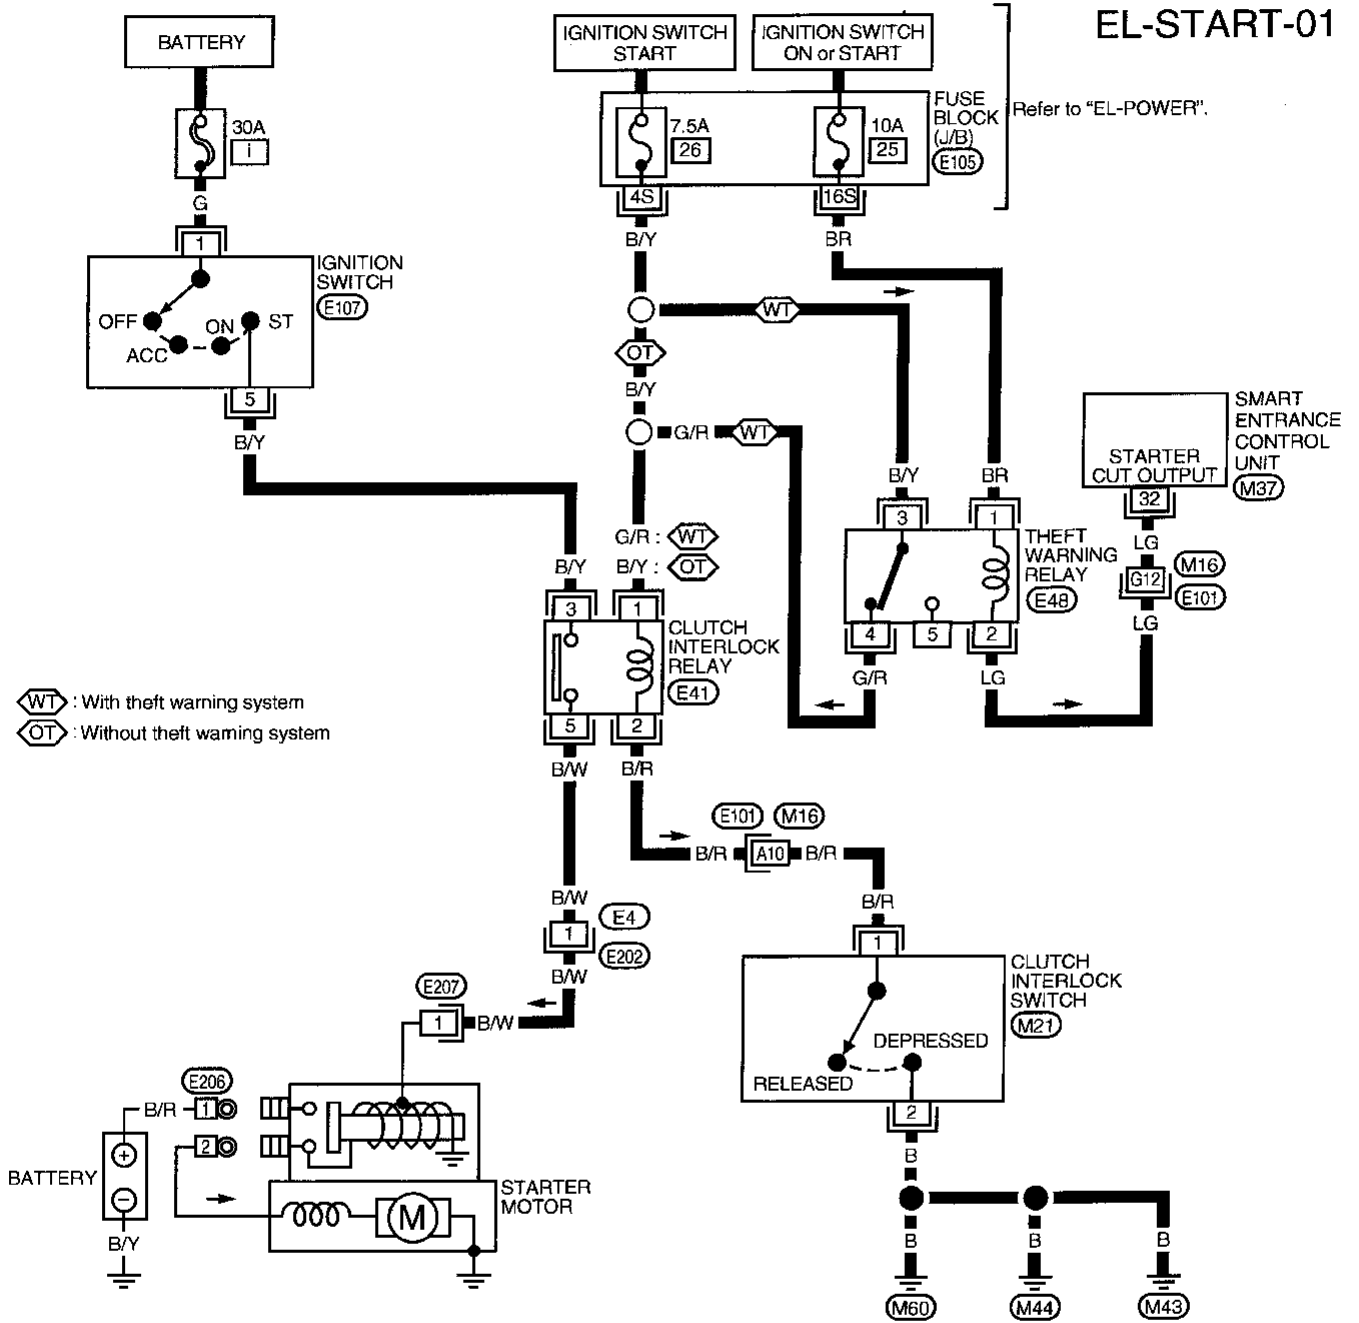 EL-START-01
BATTERY
IGNITION SWITCH
START
IGNITION SWITCH
ON or START
30A
i
7.5A
26
10A
25
FUSE
BLOCK
(J/B)
E105
Refer to "EL-POWER".
G
4S
16S
1
B/Y
BR
IGNITION
SWITCH
E107
OFF
ACC
ON
ST
WT
OT
5
B/Y
B/Y
G/R
WT
SMART
ENTRANCE
CONTROL
UNIT
M37
STARTER
CUT OUTPUT
32
B/Y
BR
3
1
LG
G12
M16
E101
LG
G/R : WT
B/Y : OT
THEFT
WARNING
RELAY
E48
B/Y
3
1
4
5
2
CLUTCH
INTERLOCK
RELAY
E41
G/R
LG
WT : With theft warning system
OT : Without theft warning system
5
2
B/W
B/R
E101
M16
B/R
A10
B/R
B/R
B/W
1
E4
E202
B/W
1
CLUTCH
INTERLOCK
SWITCH
M21
E207
1
B/W
DEPRESSED
RELEASED
E206
B/R
1
2
2
B
BATTERY
+
−
STARTER
MOTOR
M
B/Y
B
B
B
M60
M44
M43